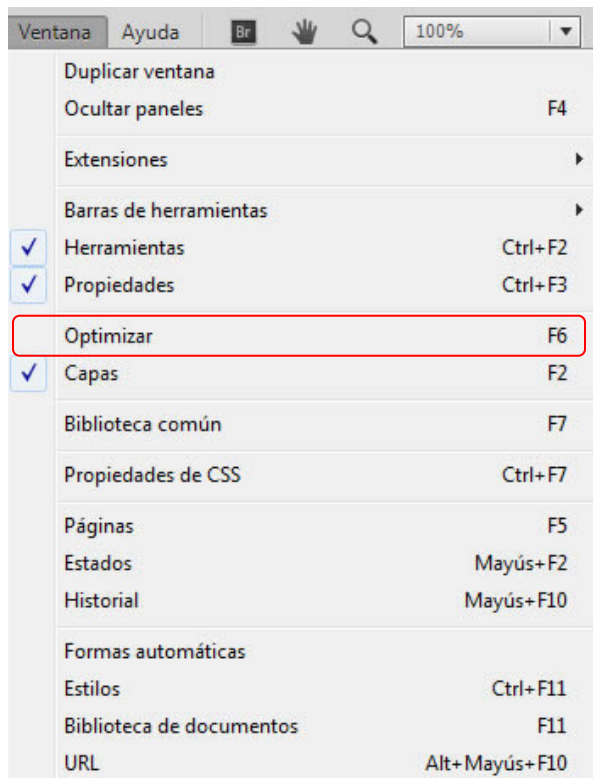 Ventana Ayuda Br 100%
Duplicar ventana
Ocultar paneles F4
Extensiones
Barras de herramientas
Herramientas Ctrl+F2
Propiedades Ctrl+F3
Optimizar F6
Capas F2
Biblioteca común F7
Propiedades de CSS Ctrl+F7
Páginas F5
Estados Mayús+F2
Historial Mayús+F10
Formas automáticas
Estilos Ctrl+F11
Biblioteca de documentos F11
URL Alt+Mayús+F10